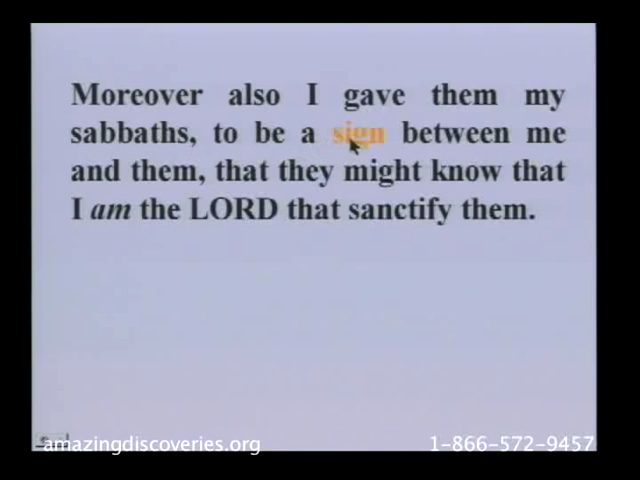 Moreover also I gave them my
sabbaths, to be a sign between me
and them, that they might know that
I am the LORD that sanctify them.
amazingdiscoveries.org
1-866-572-9457